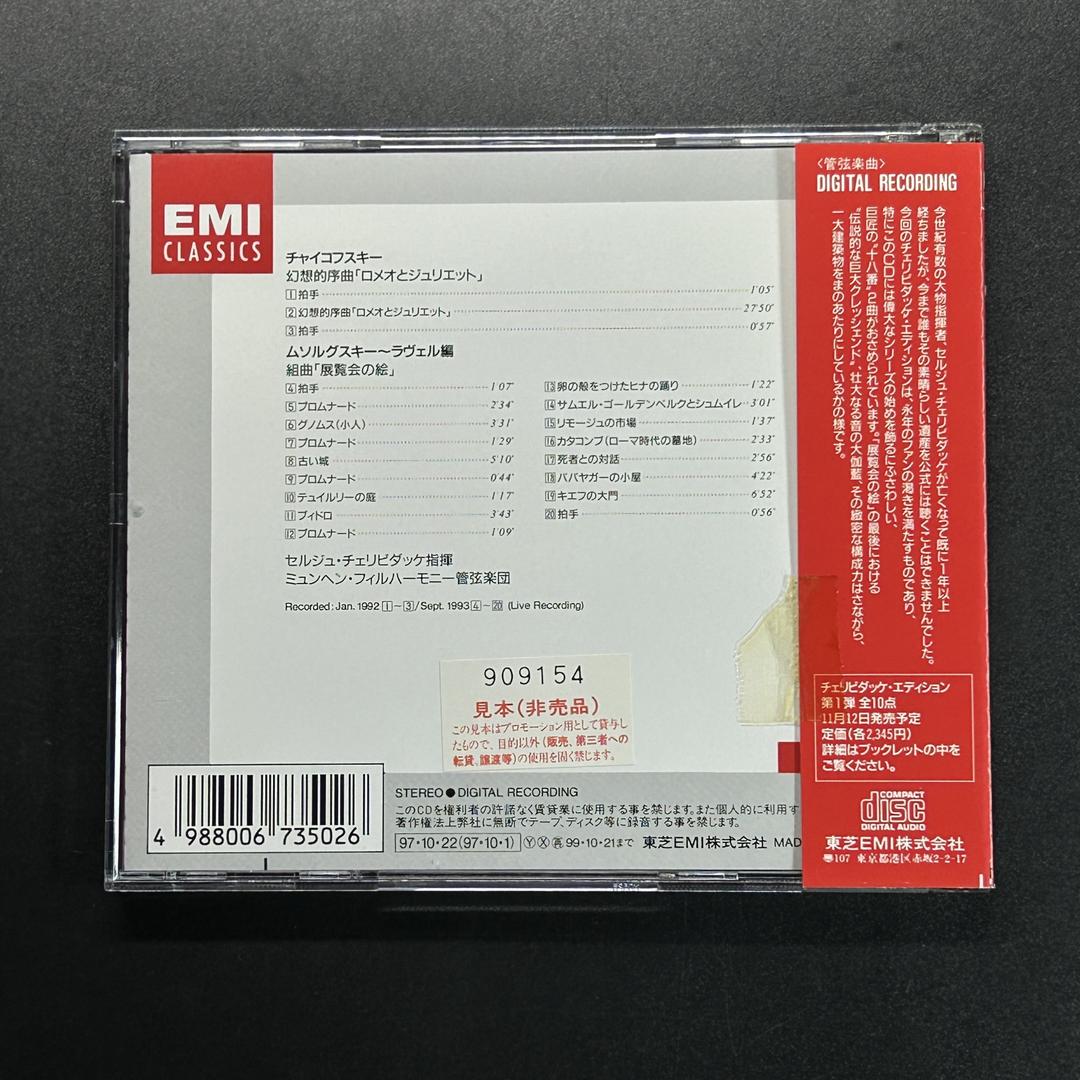 EMI
CLASSICS
チャイコフスキー
幻想的序曲「ロメオとジュリエット」
1 拍手 1'05"
2 幻想的序曲「ロメオとジュリエット」 27'50"
3 拍手 0'57"
ムソルグスキー〜ラヴェル編
組曲「展覧会の絵」
4 拍手 1'07"
5 プロムナード 2'34"
6 グノムス(小人) 3'31"
7 プロムナード 1'29"
8 古い城 5'10"
9 プロムナード 0'44"
10 テュイルリーの庭 1'17"
11 ブィドロ 3'43"
12 プロムナード 1'09"
13 卵の殻をつけたヒナの踊り 1'22"
14 サムエル・ゴールデンベルクとシュムイレ 3'01"
15 リモージュの市場 1'37"
16 カタコンブ(ローマ時代の墓地) 2'33"
17 死者との対話 2'56"
18 バババヤガーの小屋 4'22"
19 キエフの大門 6'52"
20 拍手 0'56"
セルジュ・チェリビダッケ指揮
ミュンヘン・フィルハーモニー管弦楽団
Recorded: Jan. 1992 1〜3/Sept. 1993 4〜20 (Live Recording)
909154
見本(非売品)
この見本はプロモーション用として貸与し
たもので、目的以外(販売、第三者への
転貸、譲渡等)の使用を固く禁じます。
4 988006 735026
STEREO●DIGITAL RECORDING
このCDを権利者の許諾なく賃貸業に使用する事を禁じます。また個人的に利用す
著作権法上弊社に無断でテープ、ディスク等に録音する事を禁じます。
97・10・22(97・10・1) Ⓨ Ⓧ 再 99・10・21まで 東芝EMI株式会社 MAD
〈管弦楽曲〉
DIGITAL RECORDING
今世紀有数の大物指揮者、セルジュ・チェリビダッケが亡くなって既に1年以上
経ちましたが、今まで誰もその素晴らしい遺産を公式には聴くことはできませんでした。
今回のチェリビダッケ・エディションは、永年のファンの渇きを満たすものであり、
特にこのCDには偉大なシリーズの始めを飾るにふさわしい、
巨匠の"十八番"2曲がおさめられています。「展覧会の絵」の最後における
"伝説的な巨大クレッシェンド"、壮大なる音の大伽藍、その緻密な構成力はさながら、
一大建築物をまのあたりにしているかの様です。
チェリビダッケ・エディション
第1弾 全10点
11月12日発売予定
定価(各2,345円)
詳細はブックレットの中を
ご覧ください。
COMPACT
disc
DIGITAL AUDIO
東芝EMI株式会社
〒107 東京都港区赤坂2-2-17